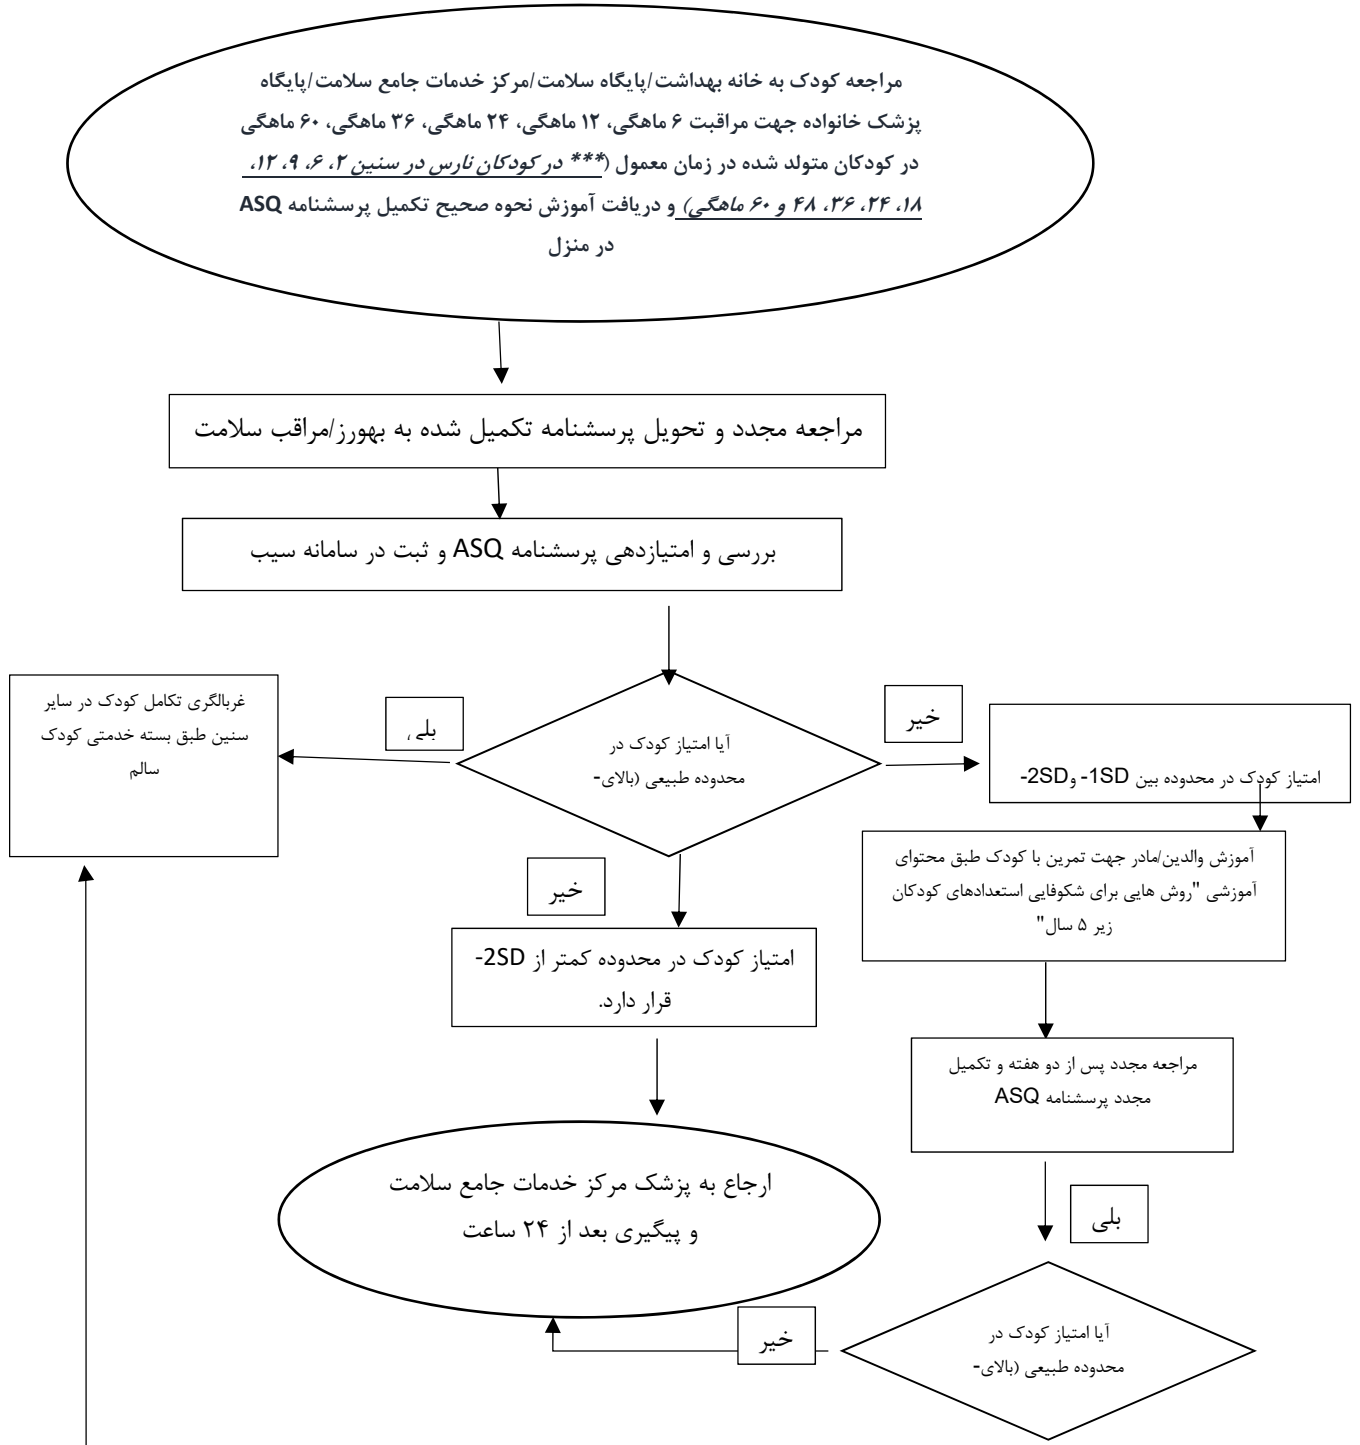 مراجعه کودک به خانه بهداشت/پایگاه سلامت/مرکز خدمات جامع سلامت/پایگاه
پزشک خانواده جهت مراقبت ۶ ماهگی، ۱۲ ماهگی، ۲۴ ماهگی، ۳۶ ماهگی، ۶۰ ماهگی
در کودکان متولد شده در زمان معمول (*** در کودکان نارس در سنین ۲، ۶، ۹، ۱۲،
۱۸، ۲۴، ۳۶، ۴۸ و ۶۰ ماهگی) و دریافت آموزش نحوه صحیح تکمیل پرسشنامه ASQ
در منزل
مراجعه مجدد و تحویل پرسشنامه تکمیل شده به بهورز/مراقب سلامت
بررسی و امتیازدهی پرسشنامه ASQ و ثبت در سامانه سیب
آیا امتیاز کودک در
محدوده طبیعی (بالای-
خیر
امتیاز کودک در محدوده بین 1SD- و2SD-
بلی
غربالگری تکامل کودک در سایر
سنین طبق بسته خدمتی کودک
سالم
آموزش والدین/مادر جهت تمرین با کودک طبق محتوای
آموزشی "روش هایی برای شکوفایی استعدادهای کودکان
زیر ۵ سال"
خیر
امتیاز کودک در محدوده کمتر از 2SD-
قرار دارد.
مراجعه مجدد پس از دو هفته و تکمیل
مجدد پرسشنامه ASQ
ارجاع به پزشک مرکز خدمات جامع سلامت
و پیگیری بعد از ۲۴ ساعت
بلی
آیا امتیاز کودک در
محدوده طبیعی (بالای-
خیر